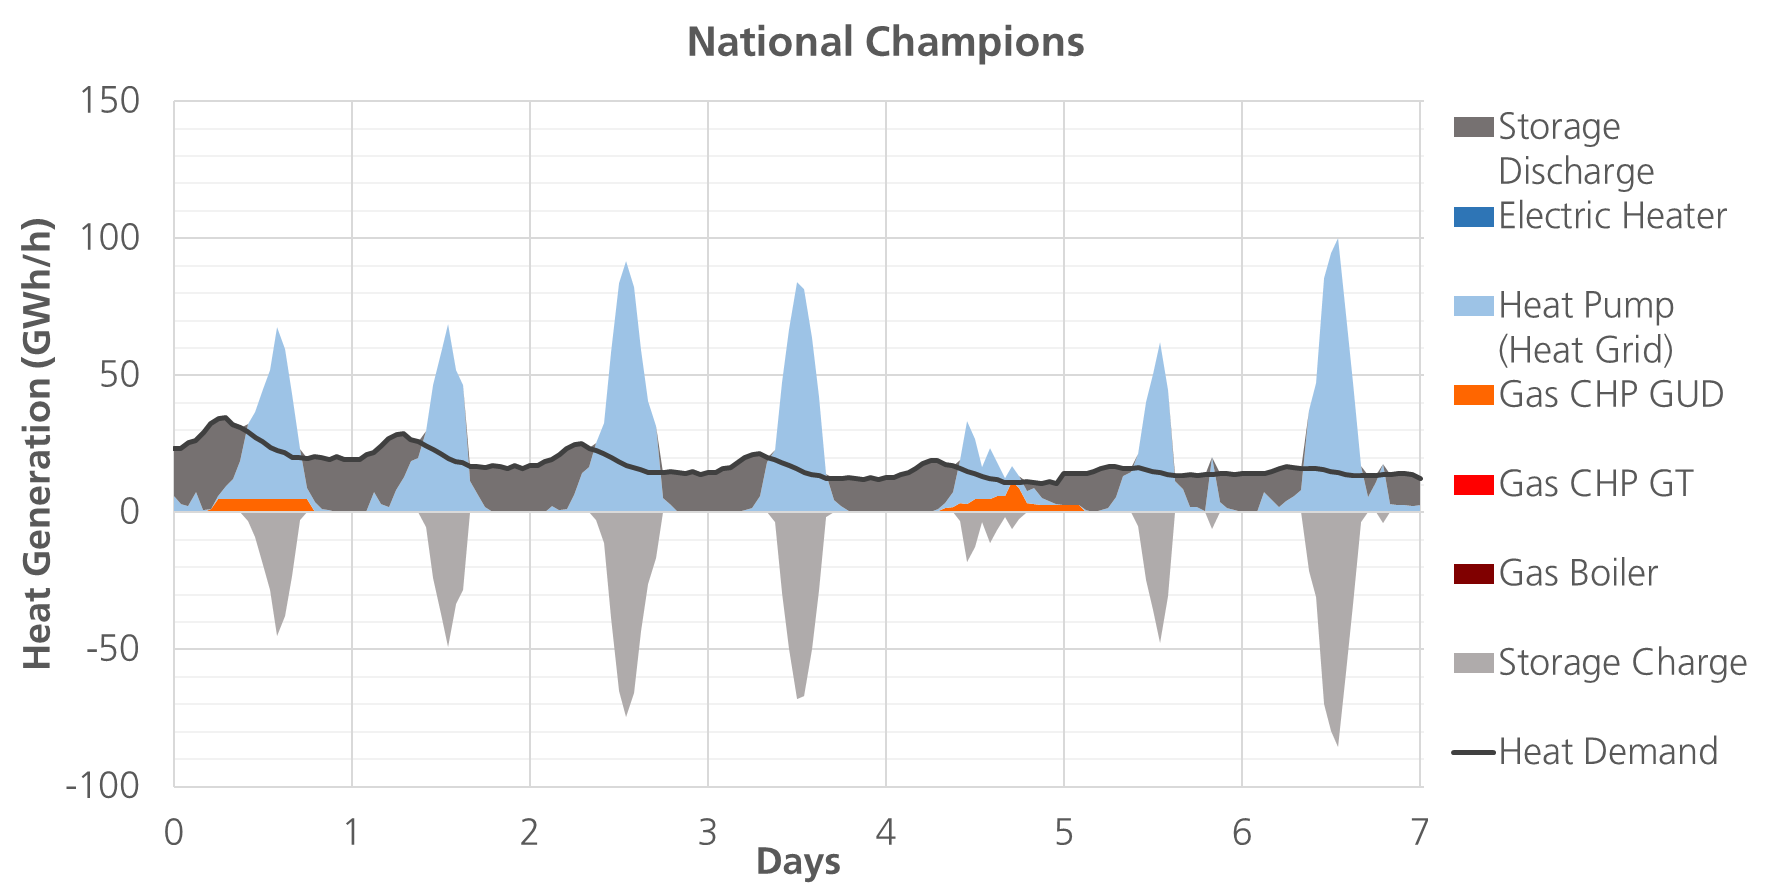 National Champions
Heat Generation (GWh/h)
150
100
50
0
-50
-100
0 1 2 3 4 5 6 7
Days
Storage
Discharge
Electric Heater
Heat Pump
(Heat Grid)
Gas CHP GUD
Gas CHP GT
Gas Boiler
Storage Charge
Heat Demand